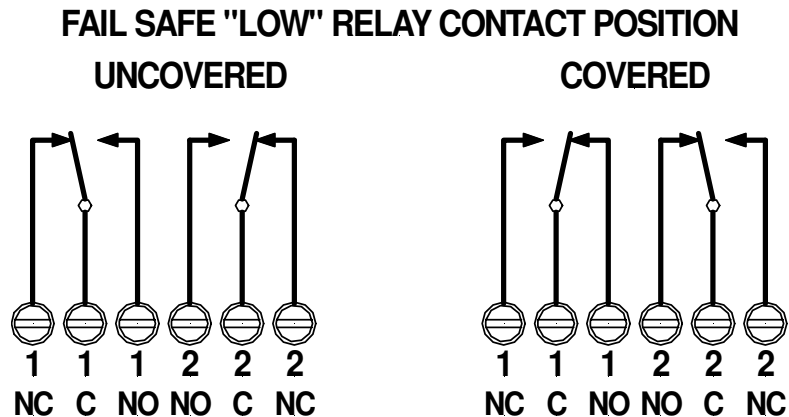 FAIL SAFE "LOW" RELAY CONTACT POSITION
UNCOVERED COVERED
1 1 1 2 2 2 1 1 1 2 2 2
NC C NO NO C NC NC C NO NO C NC